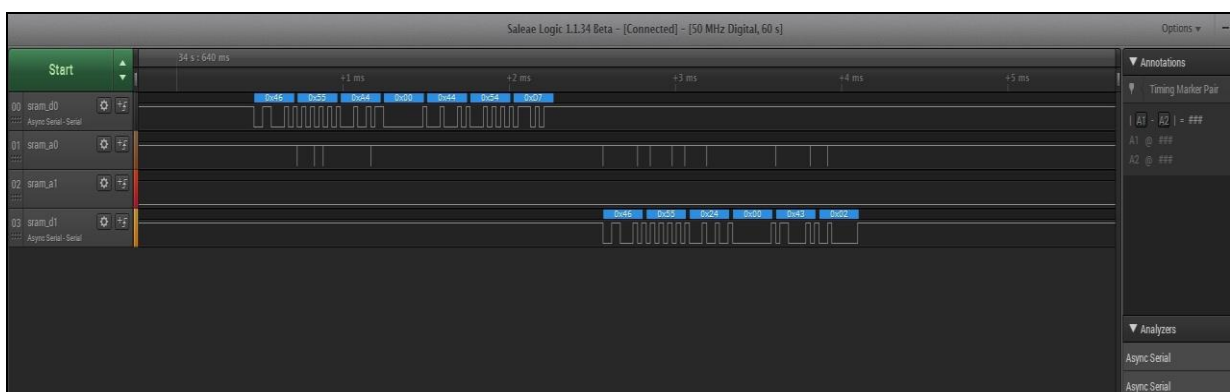 Saleae Logic 1.1.34 Beta - [Connected] - [50 MHz Digital, 60 s]
Options
Start
34 s : 640 ms
+1 ms
+2 ms
+3 ms
+4 ms
+5 ms
Annotations
Timing Marker Pair
| A1 - A2 | = ###
A1 @ ###
A2 @ ###
00 sram_d0
Async Serial - Serial
0x46 0x55 0xA4 0x00 0x44 0x54 0xD7
01 sram_a0
02 sram_a1
03 sram_d1
Async Serial - Serial
0x46 0x55 0x24 0x00 0x43 0x02
Analyzers
Async Serial
Async Serial